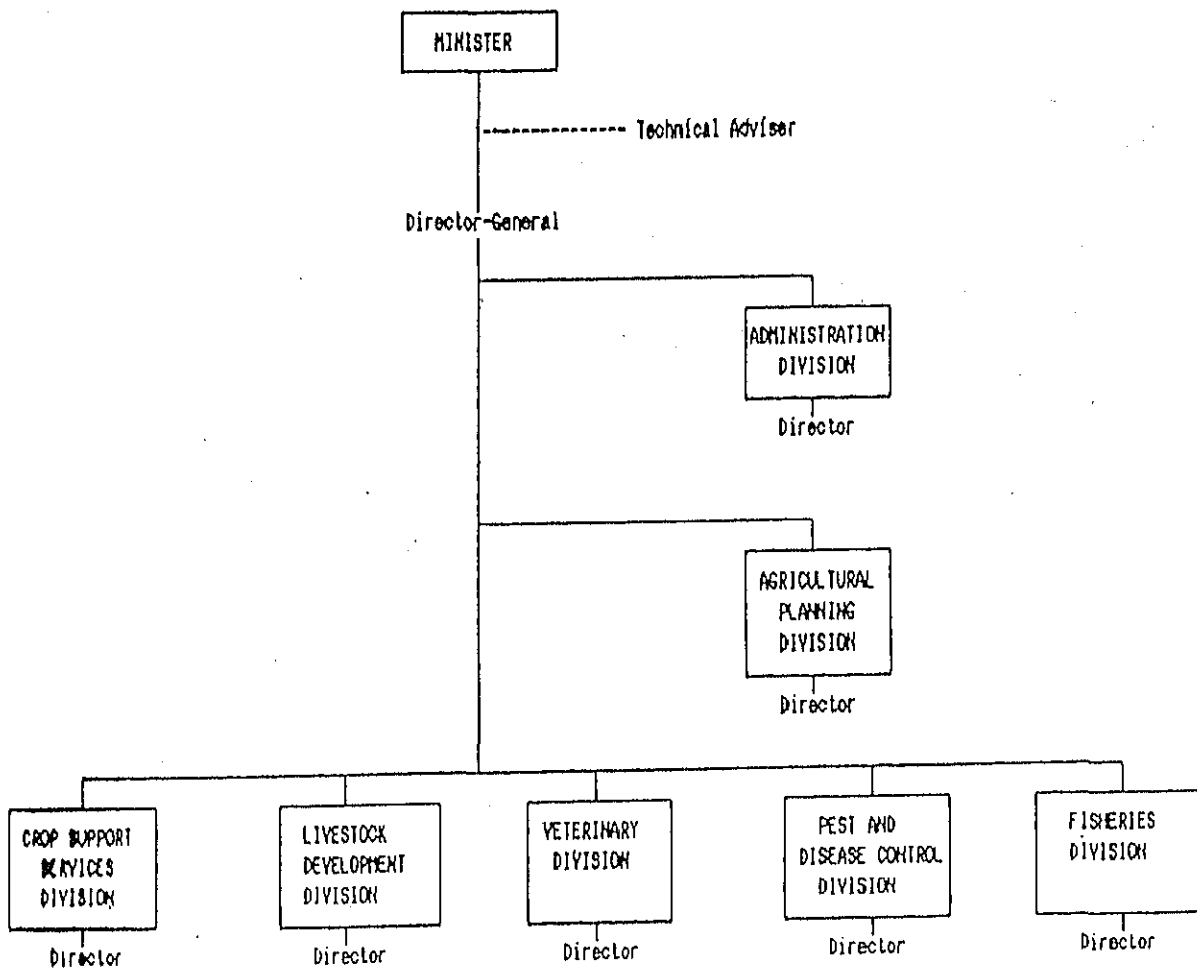 MINISTER
Technical Adviser
Director-General
ADMINISTRATION
DIVISION
Director
AGRICULTURAL
PLANNING
DIVISION
Director
CROP SUPPORT
SERVICES
DIVISION
Director
LIVESTOCK
DEVELOPMENT
DIVISION
Director
VETERINARY
DIVISION
Director
PEST AND
DISEASE CONTROL
DIVISION
Director
FISHERIES
DIVISION
Director